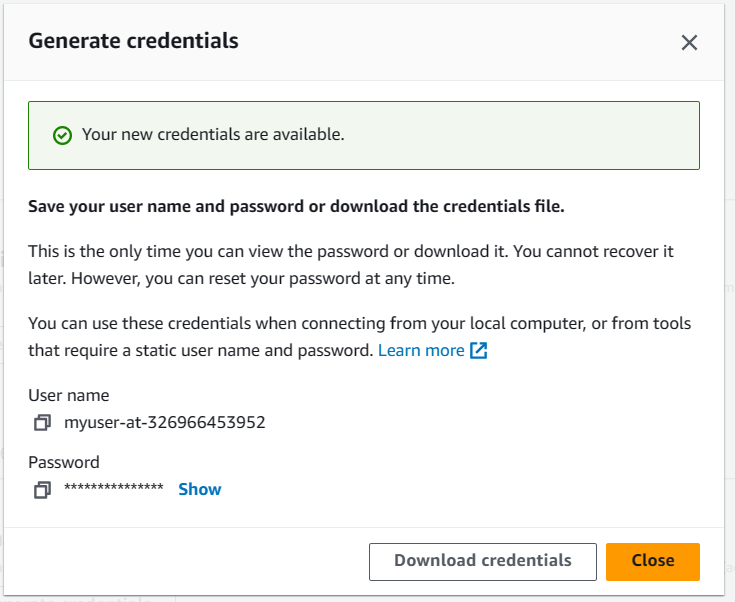 Generate credentials
Your new credentials are available.
Save your user name and password or download the credentials file.
This is the only time you can view the password or download it. You cannot recover it
later. However, you can reset your password at any time.
You can use these credentials when connecting from your local computer, or from tools
that require a static user name and password. Learn more
User name
myuser-at-326966453952
Password
*************** Show
Download credentials Close